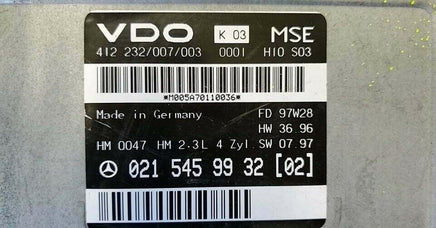 VDO K 03 MSE
412 232/007/003 0001 H10 S03
*M005A70110036*
Made in Germany FD 97W28
HW 36.96
HM 0047 HM 2.3L 4 Zyl. SW 07.97
021 545 99 32 [02]